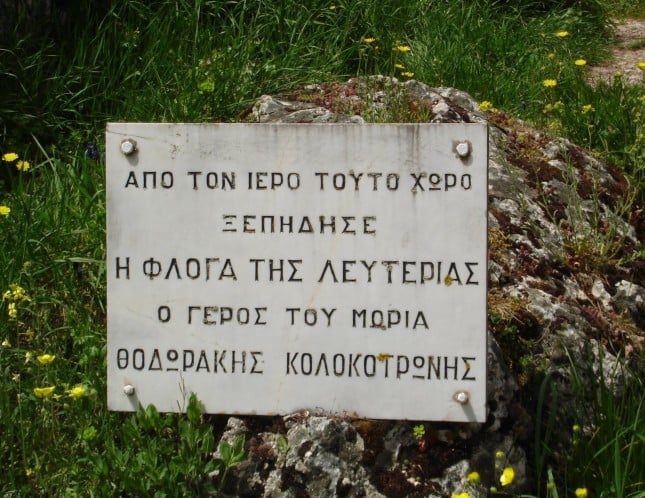 ΑΠΟ ΤΟΝ ΙΕΡΟ ΤΟΥΤΟ ΧΩΡΟ
ΞΕΠΗΔΗΣΕ
Η ΦΛΟΓΑ ΤΗΣ ΛΕΥΤΕΡΙΑΣ
Ο ΓΕΡΟΣ ΤΟΥ ΜΩΡΙΑ
ΘΟΔΩΡΑΚΗΣ ΚΟΛΟΚΟΤΡΩΝΗΣ